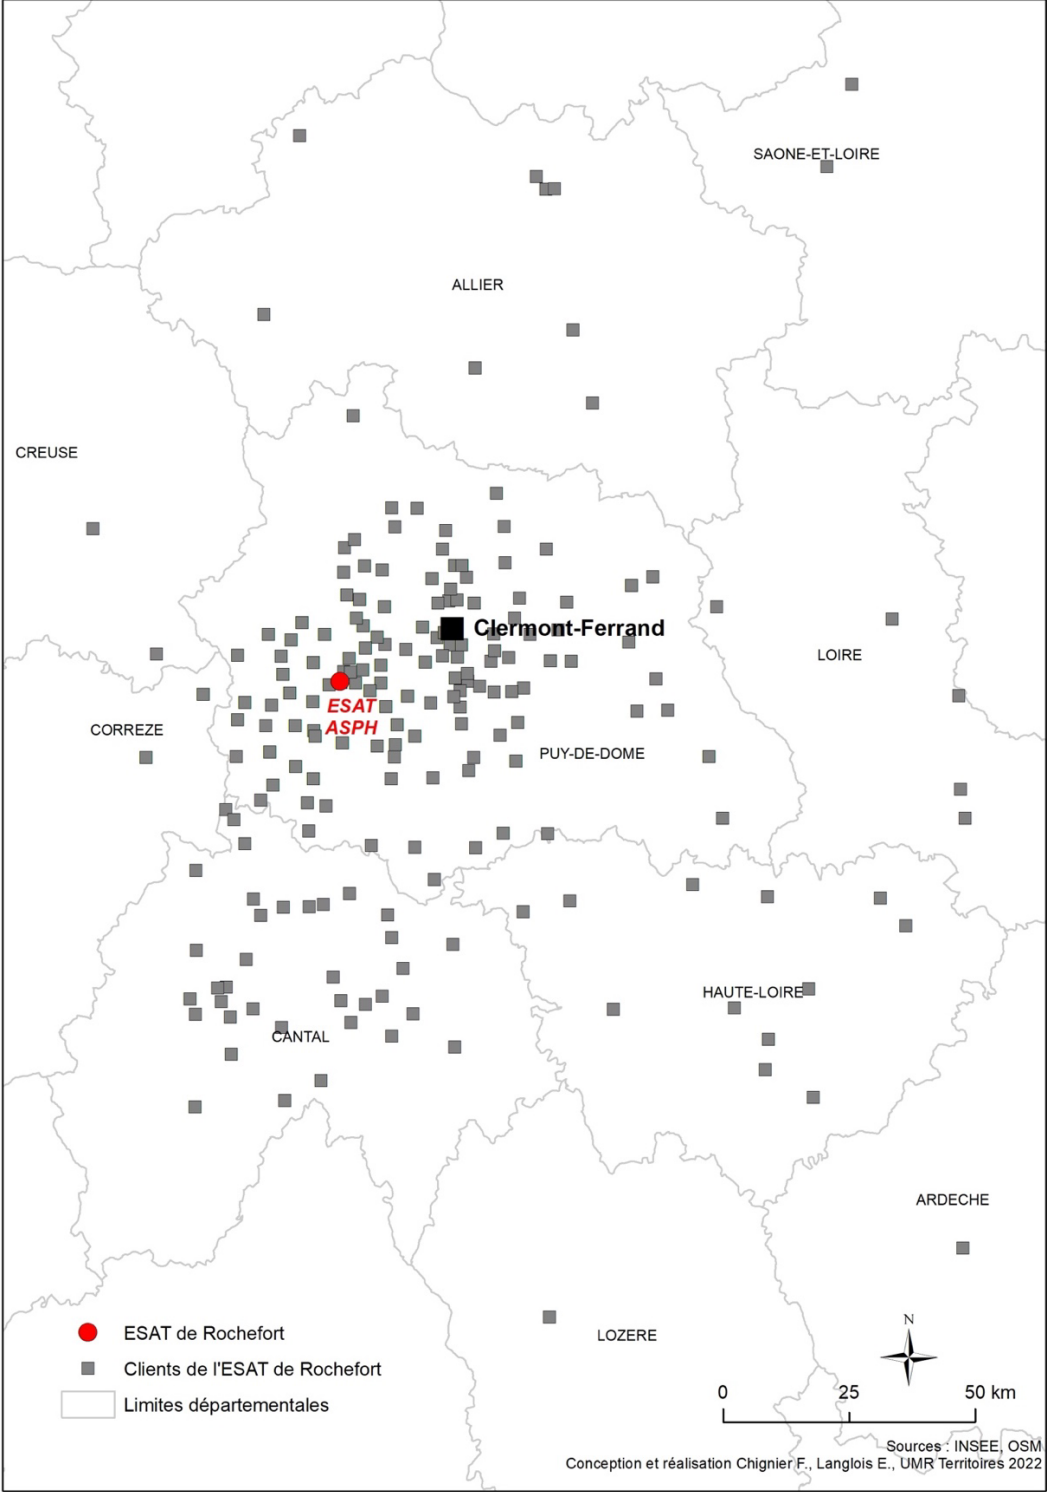 SAONE-ET-LOIRE
ALLIER
CREUSE
Clermont-Ferrand
LOIRE
ESAT
ASPH
CORREZE
PUY-DE-DOME
HAUTE-LOIRE
CANTAL
ARDECHE
LOZERE
ESAT de Rochefort
Clients de l'ESAT de Rochefort
Limites départementales
N
0 25 50 km
Sources : INSEE, OSM
Conception et réalisation Chignier F., Langlois E., UMR Territoires 2022